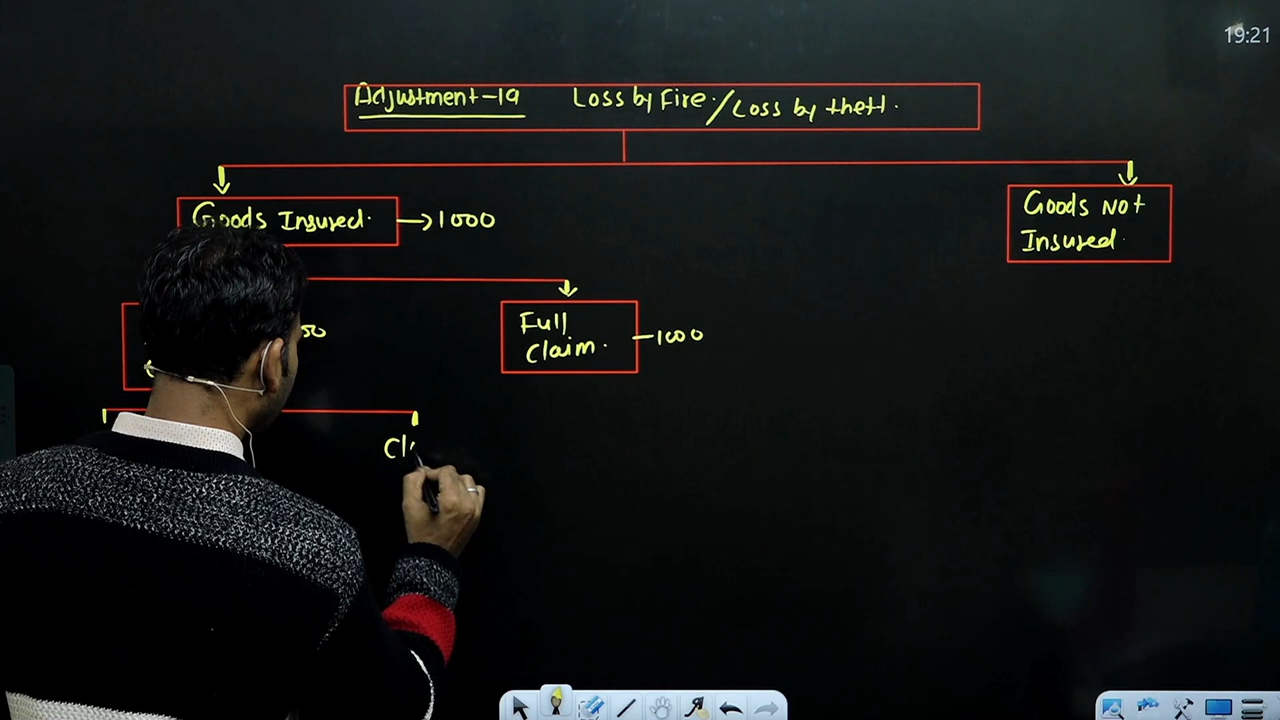 19:21
Adjustment-19 Loss by Fire./Loss by theft.
Goods Insured. → 1000
Goods Not
Insured.
Full
Claim. - 1000
Cl